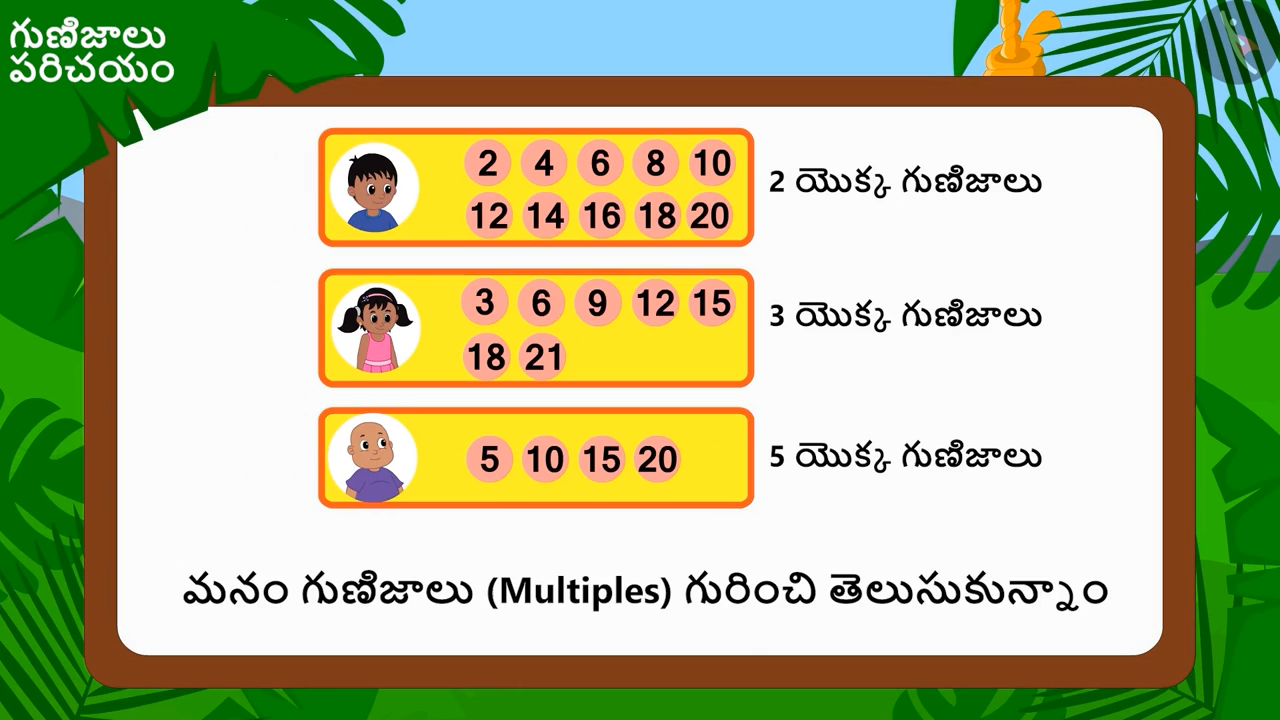 గుణిజాలు
పరిచయం
2 4 6 8 10
12 14 16 18 20
2 యొక్క గుణిజాలు
3 6 9 12 15
18 21
3 యొక్క గుణిజాలు
5 10 15 20
5 యొక్క గుణిజాలు
మనం గుణిజాలు (Multiples) గురించి తెలుసుకున్నాం